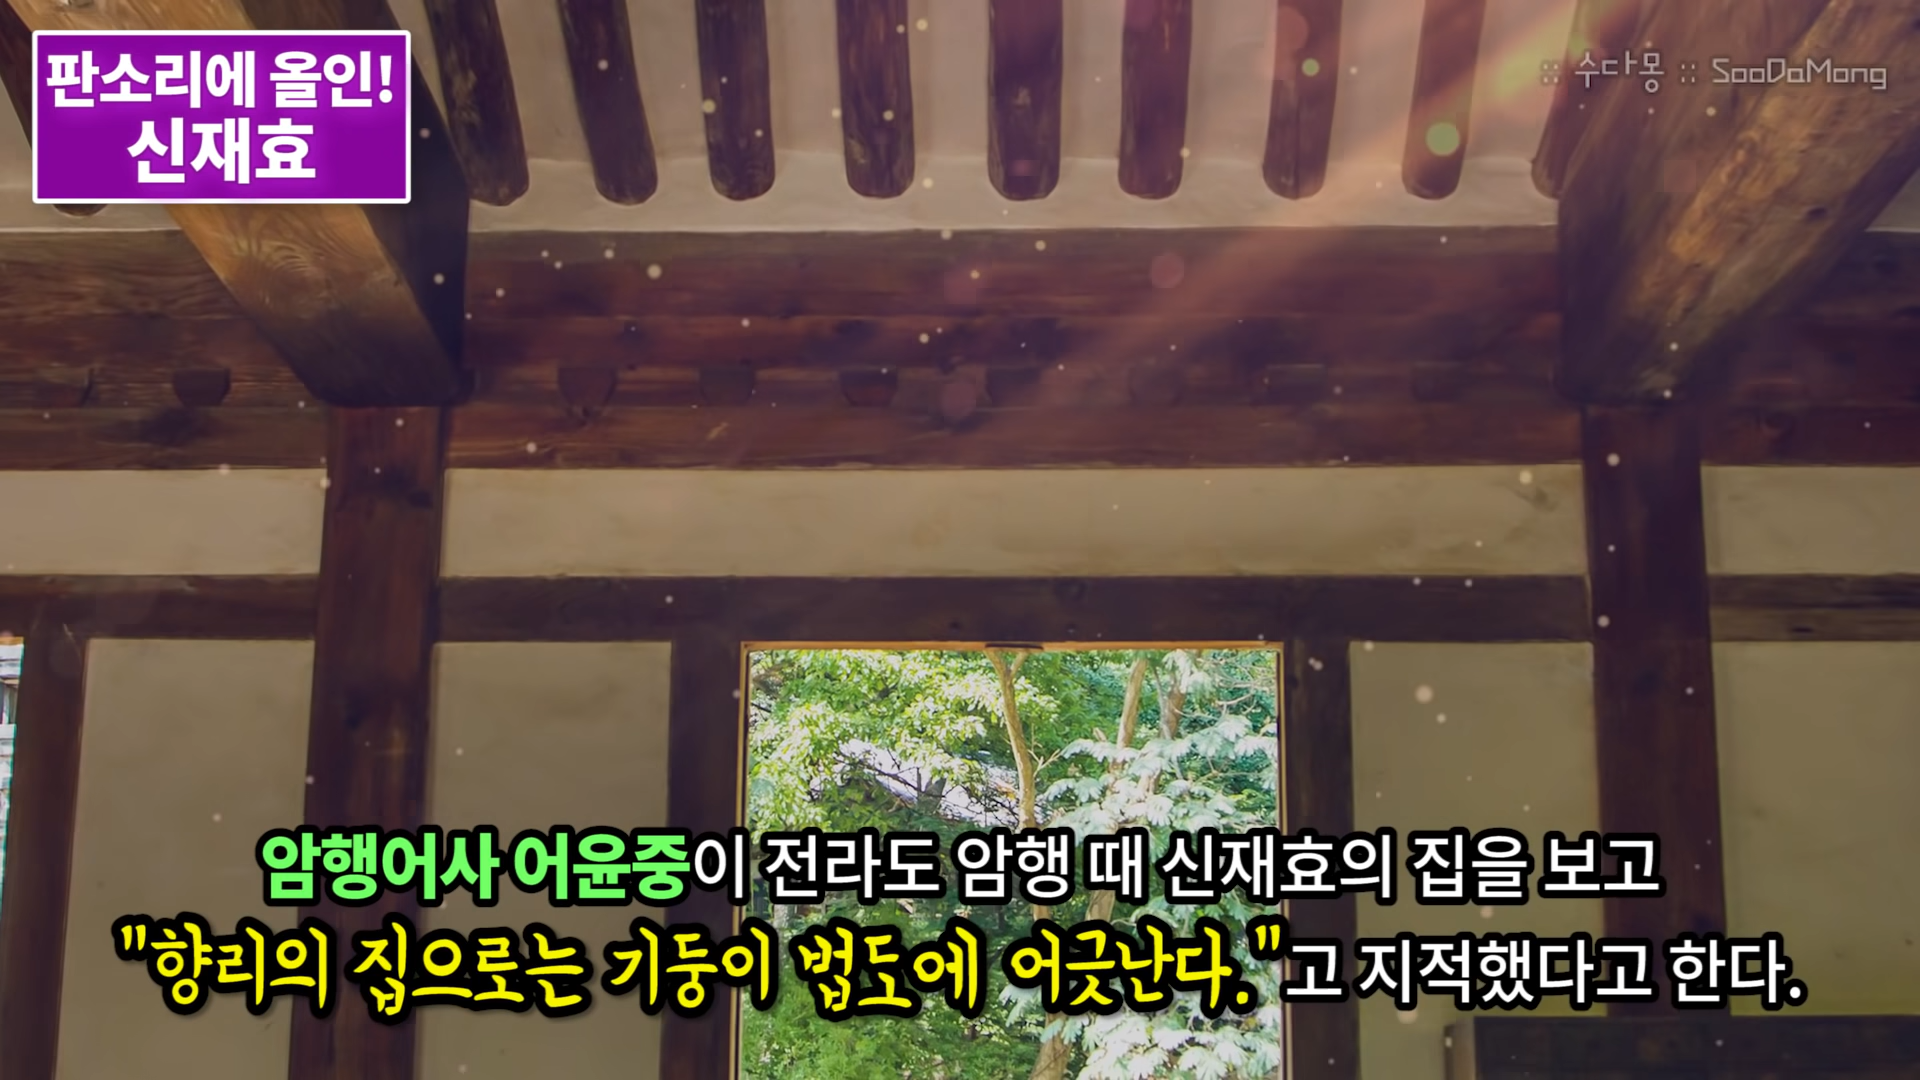 판소리에 올인!
신재효
:: 수다몽 :: SooDaMong
암행어사 어윤중이 전라도 암행 때 신재효의 집을 보고
"향리의 집으로는 기둥이 법도에 어긋난다."고 지적했다고 한다.